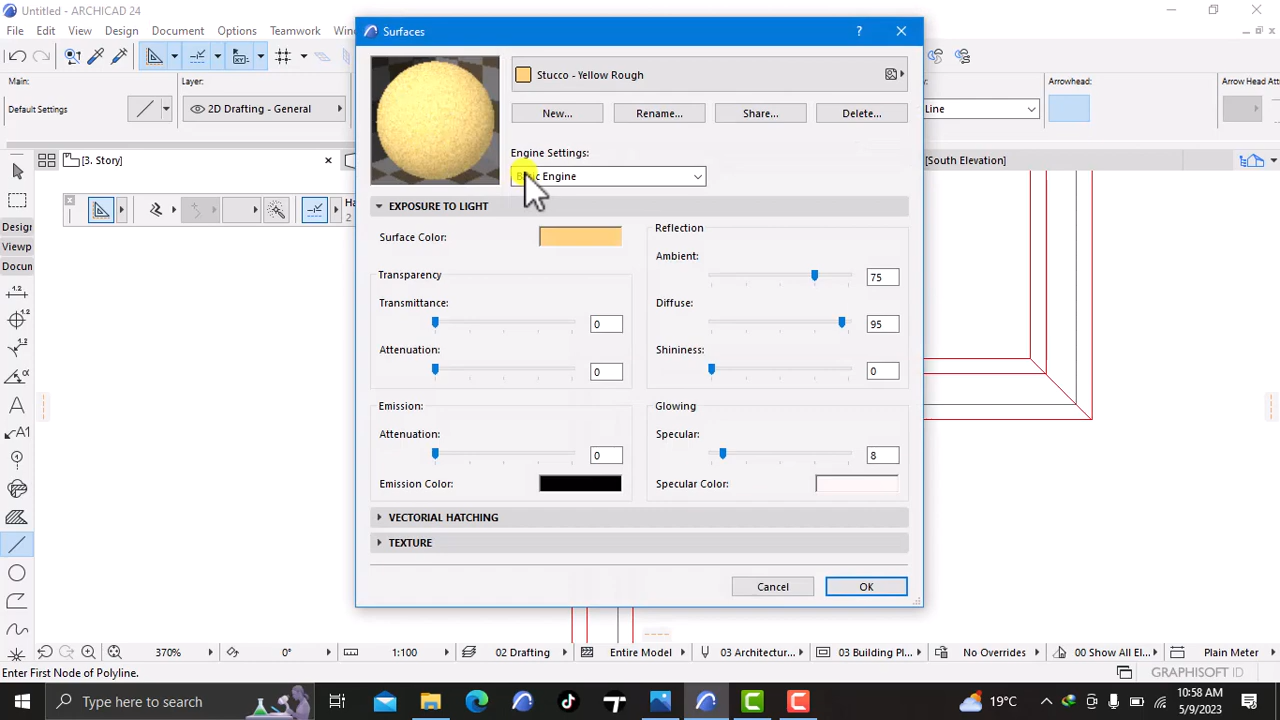 Untitled - ARCHICAD 24
File Edit View Design Document Options Teamwork
Surfaces
Main:
Default Settings
Layer:
2D Drafting - General
Arrowhead:
Arrow Head
Line
[3. Story]
[South Elevation]
Stucco - Yellow Rough
New...
Rename...
Share...
Delete...
Engine Settings:
Engine
EXPOSURE TO LIGHT
Surface Color:
Transparency
Transmittance:
0
Attenuation:
0
Emission:
Attenuation:
0
Emission Color:
Reflection
Ambient:
75
Diffuse:
95
Shininess:
0
Glowing
Specular:
8
Specular Color:
VECTORIAL HATCHING
TEXTURE
Cancel
OK
Design
Viewp
Docun
A
A1
2
370%
0°
1:100
02 Drafting
Entire Model
03 Architectur...
03 Building Pl...
No Overrides
00 Show All El...
Plain Meter
Enter First Node of Polyline.
GRAPHISOFT ID
Type here to search
19°C
10:58 AM
5/9/2023